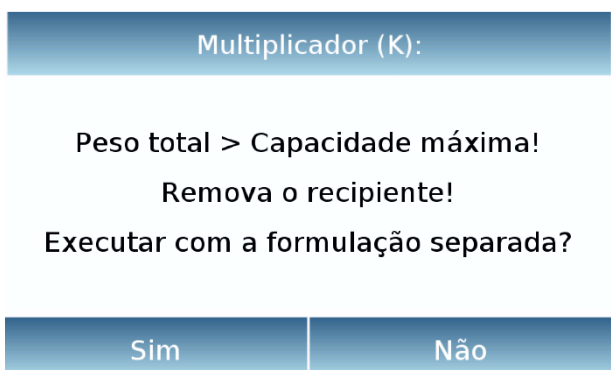 Multiplicador (K):
Peso total > Capacidade máxima!
Remova o recipiente!
Executar com a formulação separada?
Sim
Não